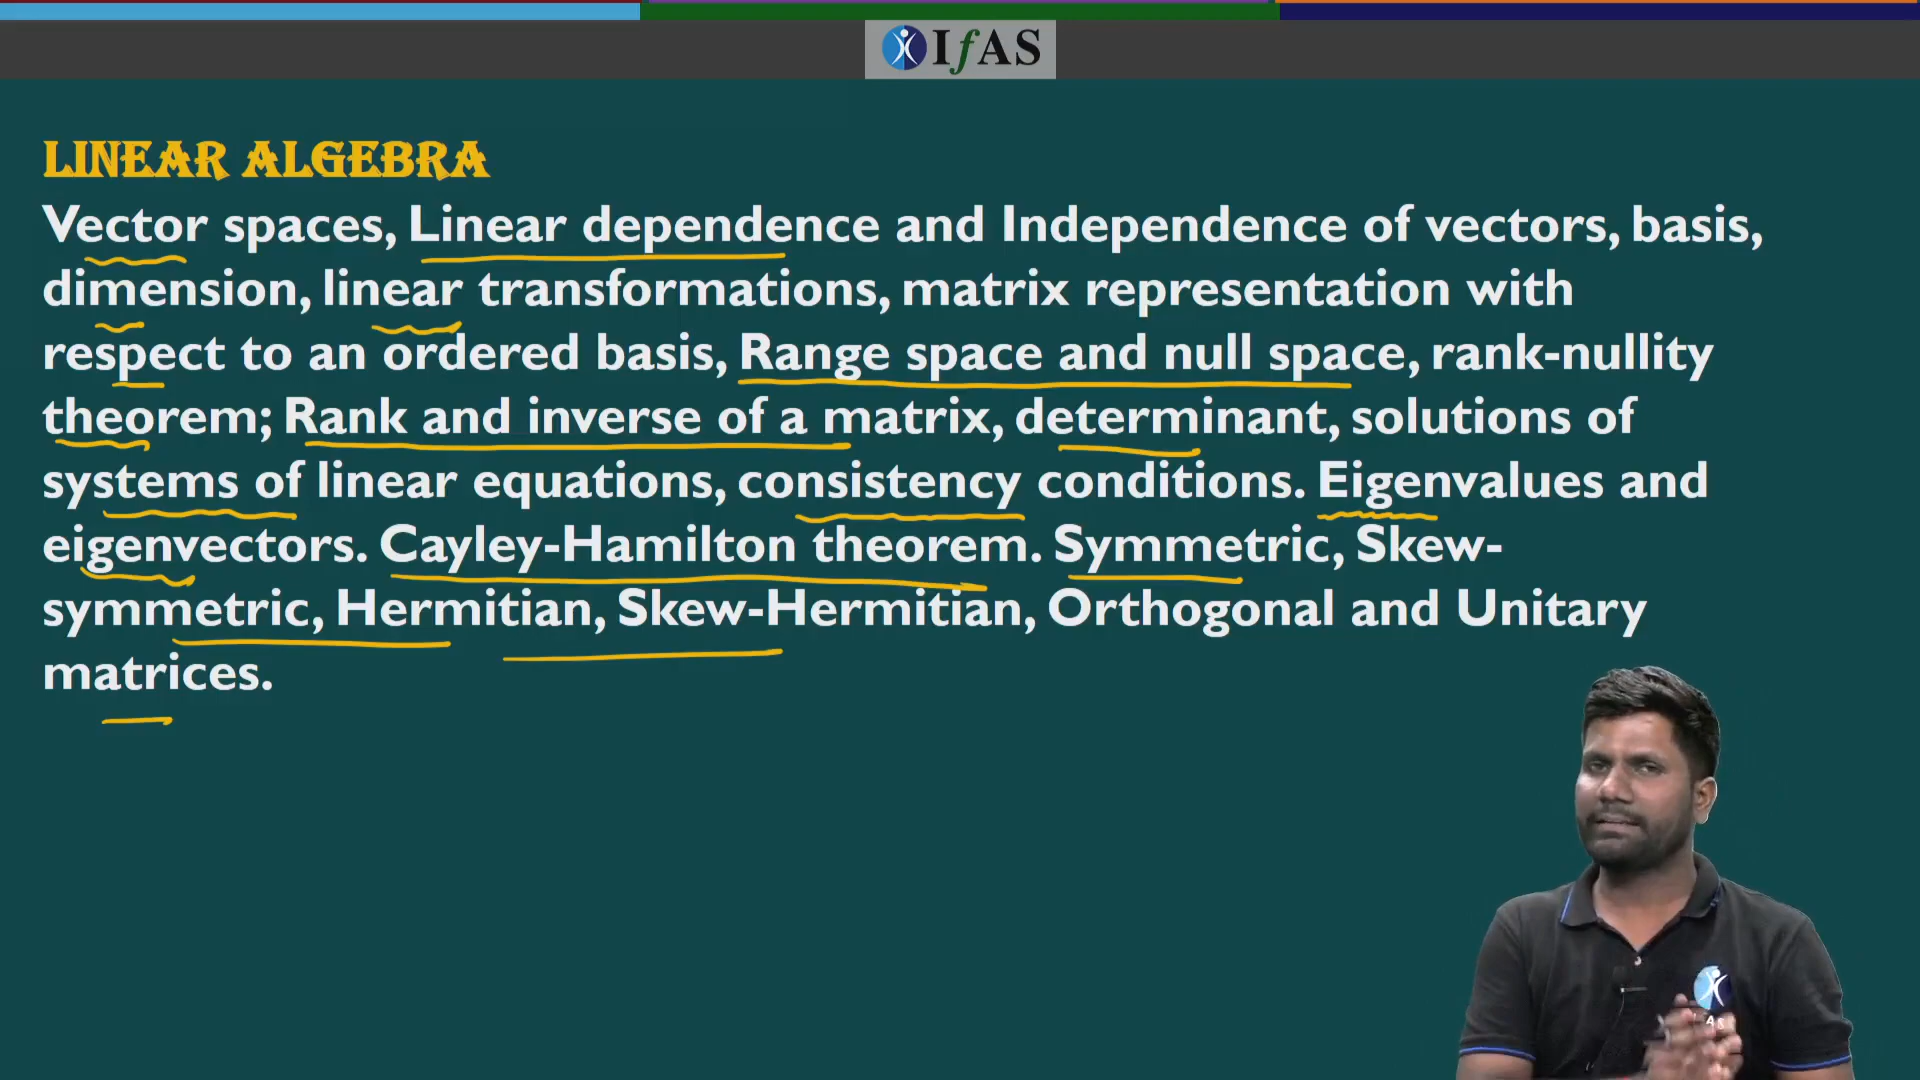 IfAS
LINEAR ALGEBRA
Vector spaces, Linear dependence and Independence of vectors, basis,
dimension, linear transformations, matrix representation with
respect to an ordered basis, Range space and null space, rank-nullity
theorem; Rank and inverse of a matrix, determinant, solutions of
systems of linear equations, consistency conditions. Eigenvalues and
eigenvectors. Cayley-Hamilton theorem. Symmetric, Skew-
symmetric, Hermitian, Skew-Hermitian, Orthogonal and Unitary
matrices.